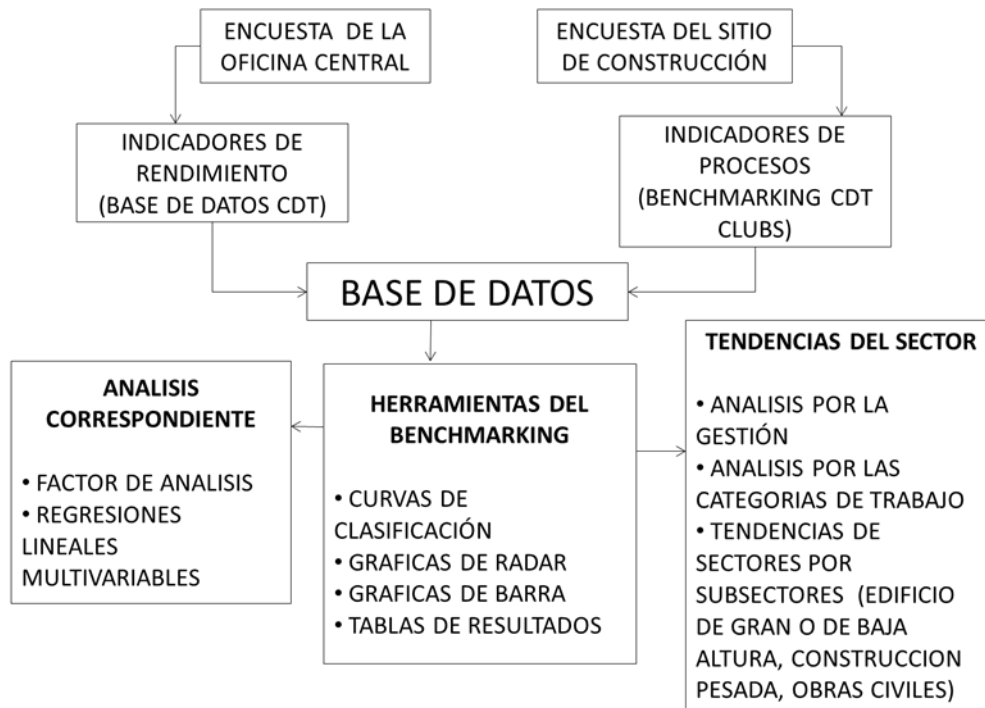 ENCUESTA DE LA
OFICINA CENTRAL
ENCUESTA DEL SITIO
DE CONSTRUCCIÓN
INDICADORES DE
RENDIMIENTO
(BASE DE DATOS CDT)
INDICADORES DE
PROCESOS
(BENCHMARKING CDT
CLUBS)
BASE DE DATOS
ANALISIS
CORRESPONDIENTE
• FACTOR DE ANALISIS
• REGRESIONES
LINEALES
MULTIVARIABLES
HERRAMIENTAS DEL
BENCHMARKING
• CURVAS DE
CLASIFICACIÓN
• GRAFICAS DE RADAR
• GRAFICAS DE BARRA
• TABLAS DE RESULTADOS
TENDENCIAS DEL SECTOR
• ANALISIS POR LA
GESTIÓN
• ANALISIS POR LAS
CATEGORIAS DE TRABAJO
• TENDENCIAS DE
SECTORES POR
SUBSECTORES (EDIFICIO
DE GRAN O DE BAJA
ALTURA, CONSTRUCCION
PESADA, OBRAS CIVILES)